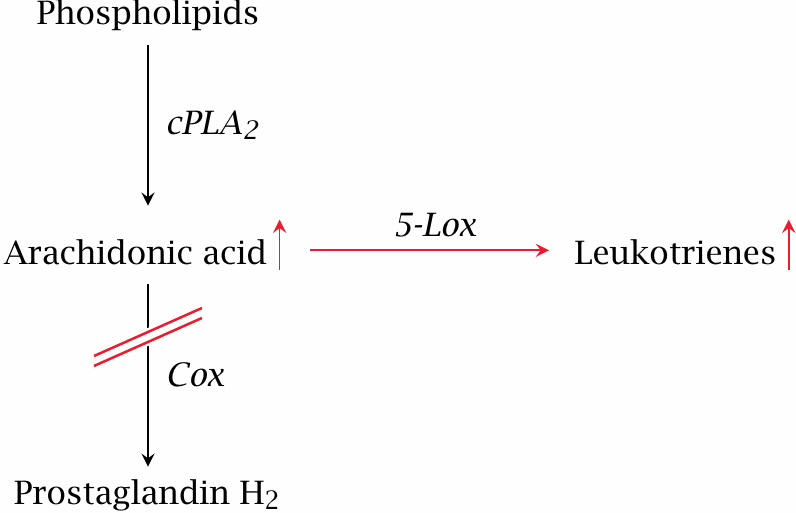 Phospholipids
cPLA2
Arachidonic acid
5-Lox
Leukotrienes
Cox
Prostaglandin H2